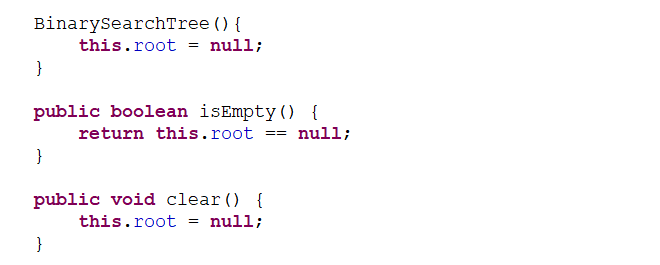 BinarySearchTree(){
    this.root = null;
}

public boolean isEmpty() {
    return this.root == null;
}

public void clear() {
    this.root = null;
}